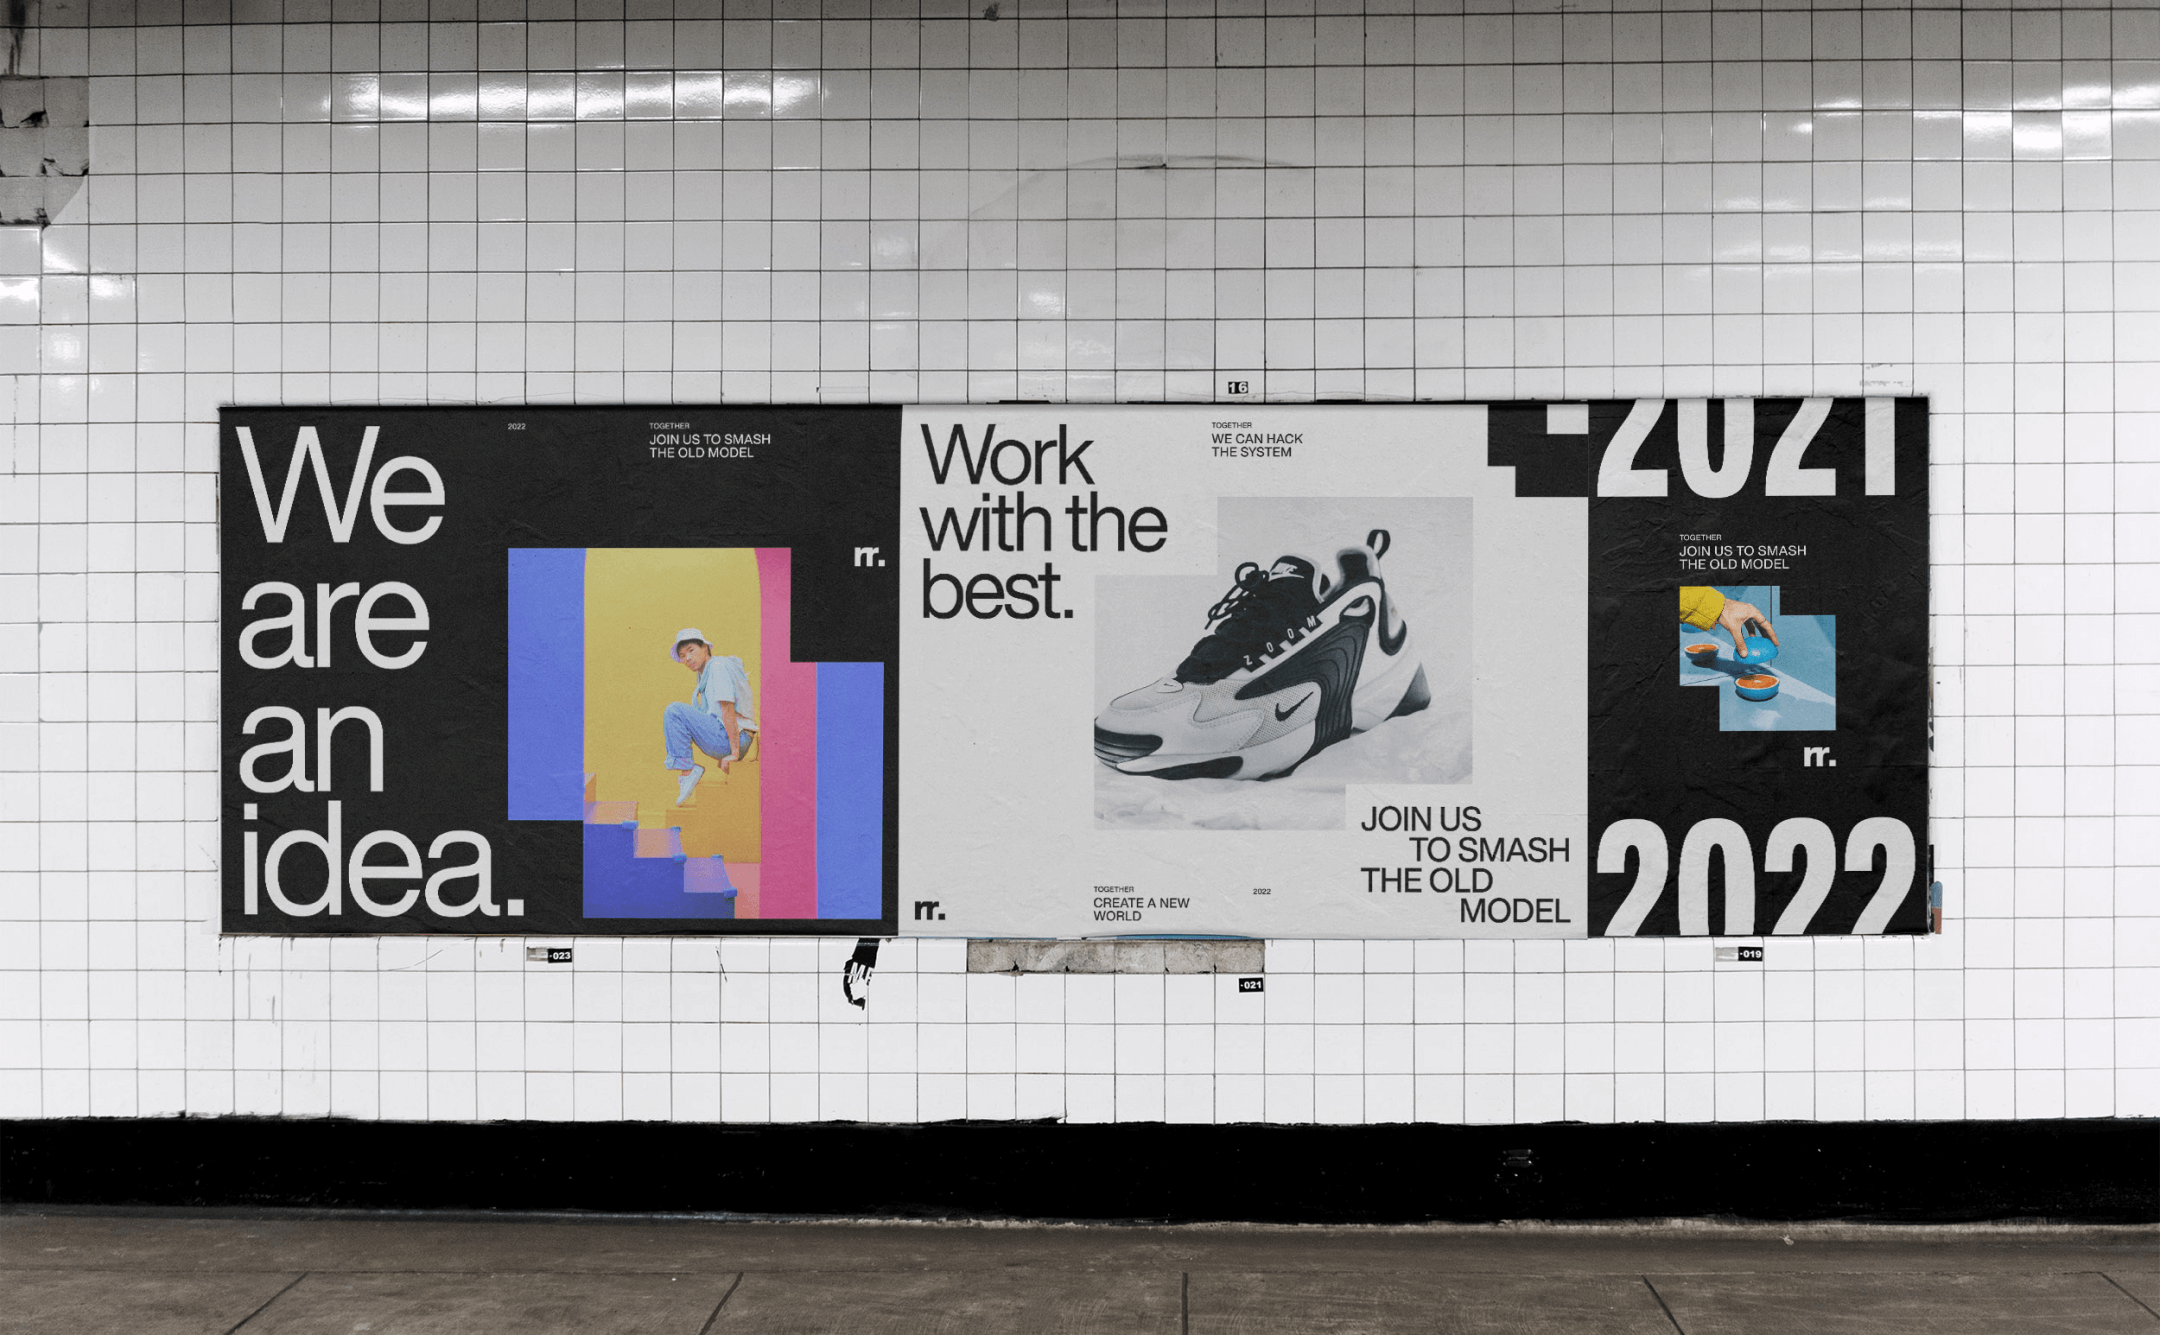 16
We
are
an
idea.
2022
TOGETHER
JOIN US TO SMASH
THE OLD MODEL
rr.
Work
with the
best.
TOGETHER
WE CAN HACK
THE SYSTEM
NIKE
ZOOM
JOIN US
TO SMASH
THE OLD
MODEL
rr.
TOGETHER
CREATE A NEW
WORLD
2022
2021
TOGETHER
JOIN US TO SMASH
THE OLD MODEL
rr.
2022
-023
-021
-019